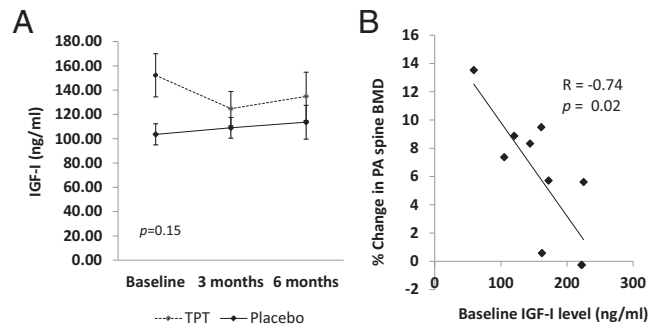 A
IGF-I (ng/ml)
180.00
160.00
140.00
120.00
100.00
80.00
60.00
40.00
20.00
0.00
p=0.15
Baseline 3 months 6 months
TPT Placebo
B
% Change in PA spine BMD
16
14
12
10
8
6
4
2
0
-2
R = -0.74
p = 0.02
0 100 200 300
Baseline IGF-I level (ng/ml)